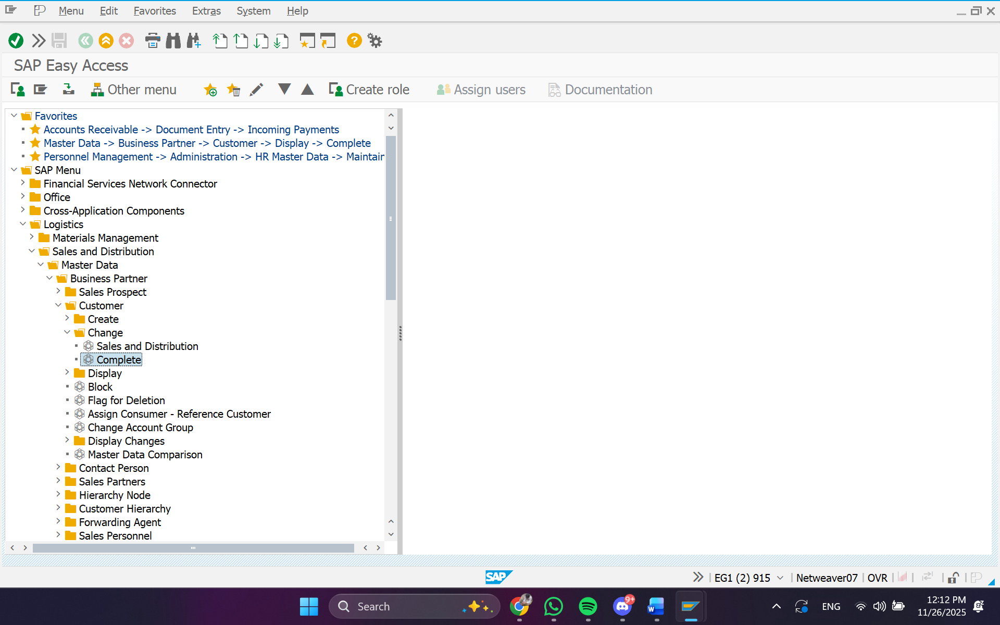 Menu Edit Favorites Extras System Help
SAP Easy Access
Other menu Create role Assign users Documentation
Favorites
Accounts Receivable -> Document Entry -> Incoming Payments
Master Data -> Business Partner -> Customer -> Display -> Complete
Personnel Management -> Administration -> HR Master Data -> Maintain
SAP Menu
Financial Services Network Connector
Office
Cross-Application Components
Logistics
Materials Management
Sales and Distribution
Master Data
Business Partner
Sales Prospect
Customer
Create
Change
Sales and Distribution
Complete
Display
Block
Flag for Deletion
Assign Consumer - Reference Customer
Change Account Group
Display Changes
Master Data Comparison
Contact Person
Sales Partners
Hierarchy Node
Customer Hierarchy
Forwarding Agent
Sales Personnel
SAP EG1 (2) 915 Netweaver07 OVR
Search 9+ W ENG 12:12 PM
11/26/2025